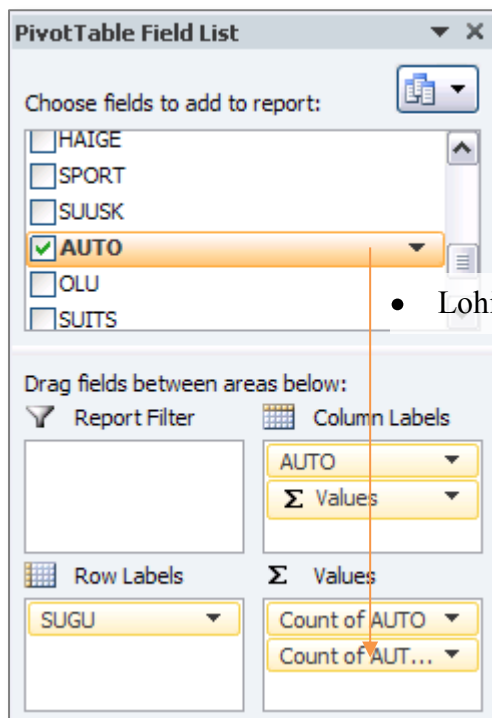 PivotTable Field List
Choose fields to add to report:
HAIGE
SPORT
SUUSK
AUTO
OLU
SUITS
• Lohi
Drag fields between areas below:
Report Filter
Column Labels
AUTO
Σ Values
Row Labels
Σ Values
SUGU
Count of AUTO
Count of AUT...